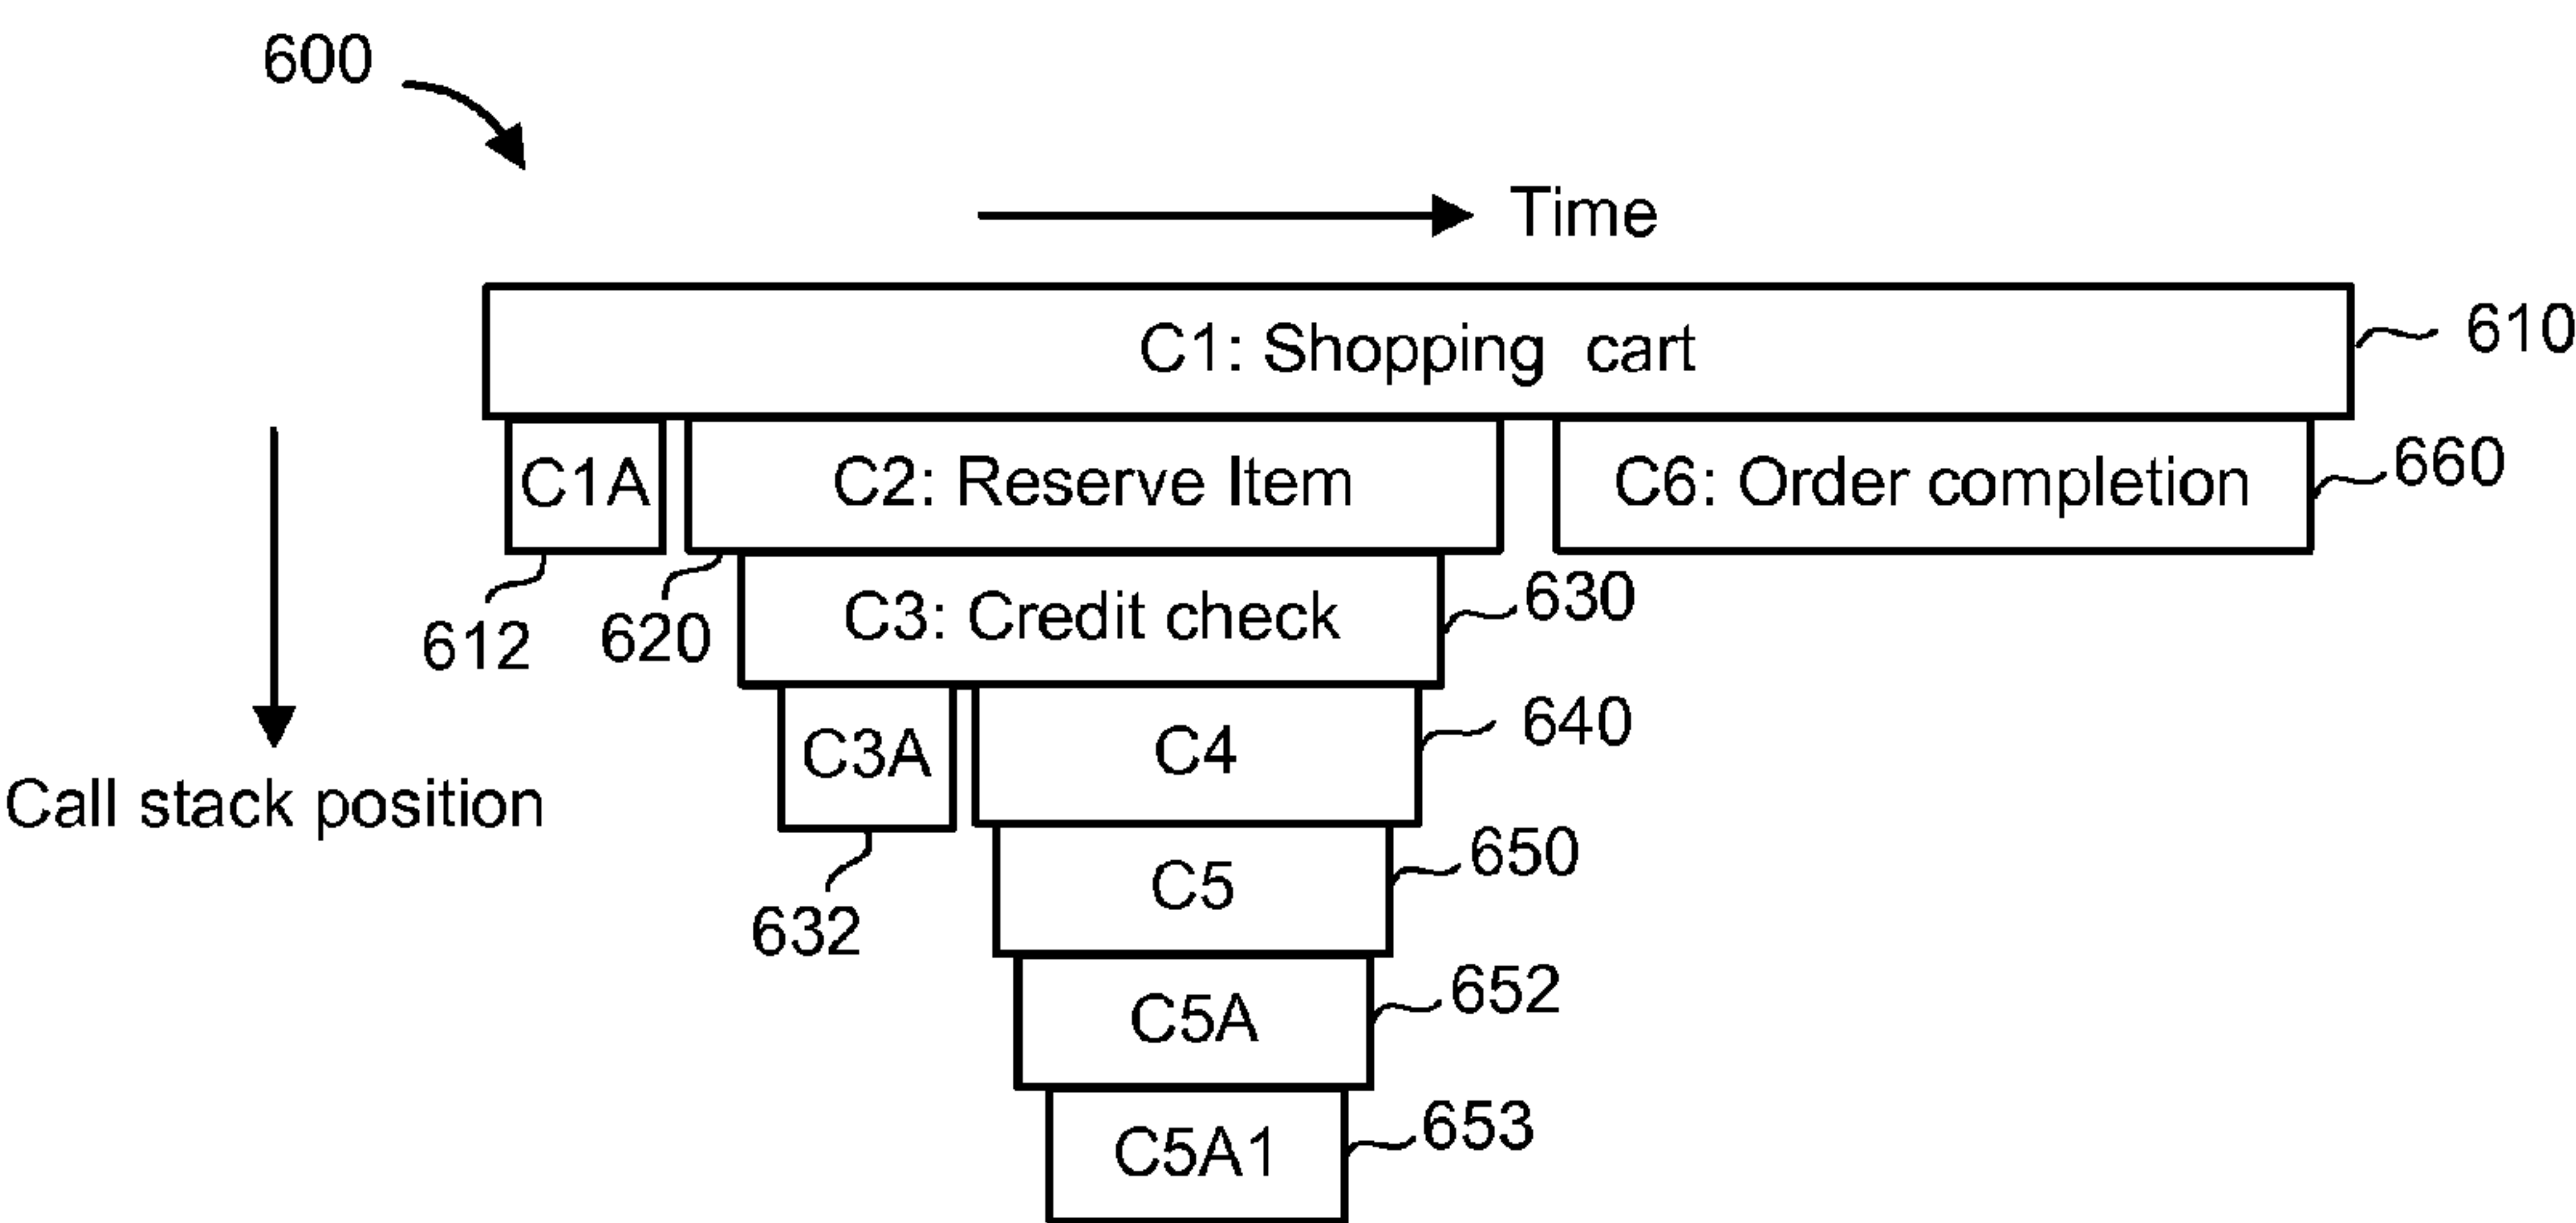 600
Time
C1: Shopping cart
610
C1A
C2: Reserve Item
C6: Order completion
660
612
620
C3: Credit check
630
C3A
C4
640
Call stack position
632
C5
650
C5A
652
C5A1
653